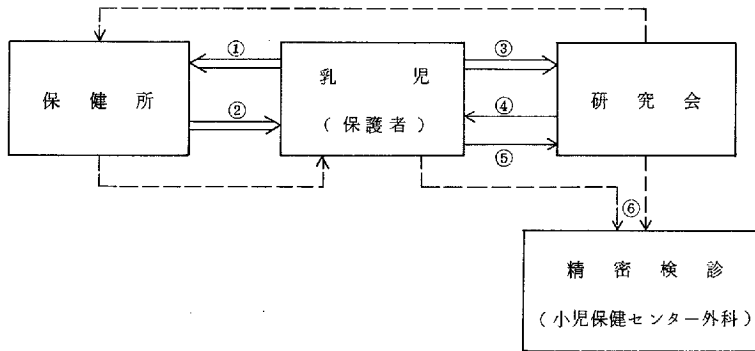 ①
③
保健所
乳児
(保護者)
研究会
②
④
⑤
⑥
精密検診
(小児保健センター外科)